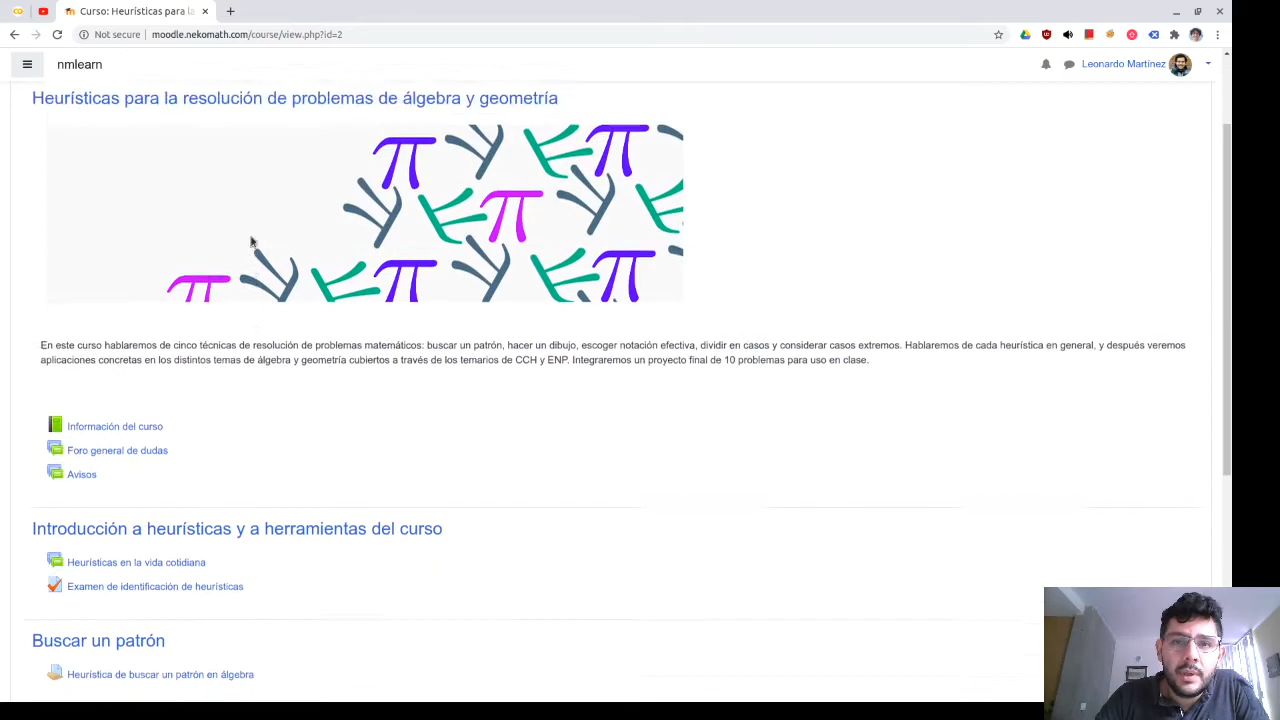 Curso: Heurísticas para la
Not secure moodle.nekomath.com/course/view.php?id=2
nmlearn
Leonardo Martínez
Heurísticas para la resolución de problemas de álgebra y geometría
En este curso hablaremos de cinco técnicas de resolución de problemas matemáticos: buscar un patrón, hacer un dibujo, escoger notación efectiva, dividir en casos y considerar casos extremos. Hablaremos de cada heurística en general, y después veremos
aplicaciones concretas en los distintos temas de álgebra y geometría cubiertos a través de los temarios de CCH y ENP. Integraremos un proyecto final de 10 problemas para uso en clase.
Información del curso
Foro general de dudas
Avisos
Introducción a heurísticas y a herramientas del curso
Heurísticas en la vida cotidiana
Examen de identificación de heurísticas
Buscar un patrón
Heurística de buscar un patrón en álgebra